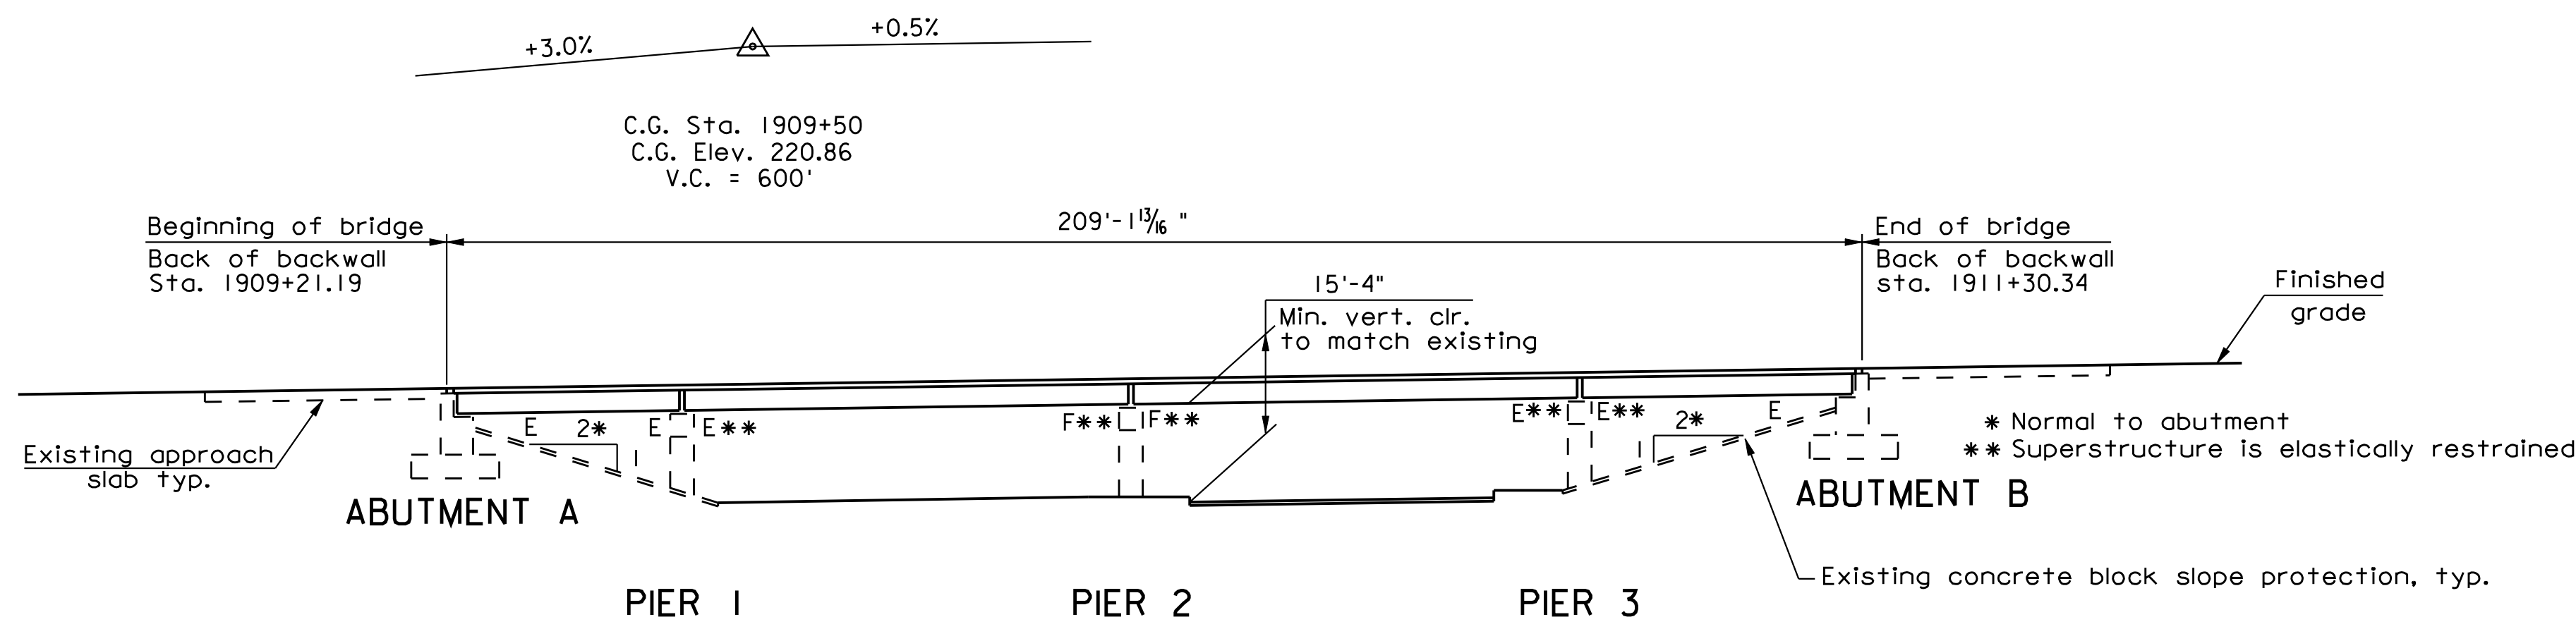 +3.0%
+0.5%
C.G. Sta. 1909+50
C.G. Elev. 220.86
V.C. = 600'
209'-1 13/16 "
Beginning of bridge
Back of backwall
Sta. 1909+21.19
End of bridge
Back of backwall
sta. 1911+30.34
Finished
grade
15'-4"
Min. vert. clr.
to match existing
E 2* E E** F** F** E** E** 2* E
1 1
* Normal to abutment
** Superstructure is elastically restrained
Existing approach
slab typ.
ABUTMENT A
ABUTMENT B
Existing concrete block slope protection, typ.
PIER 1
PIER 2
PIER 3